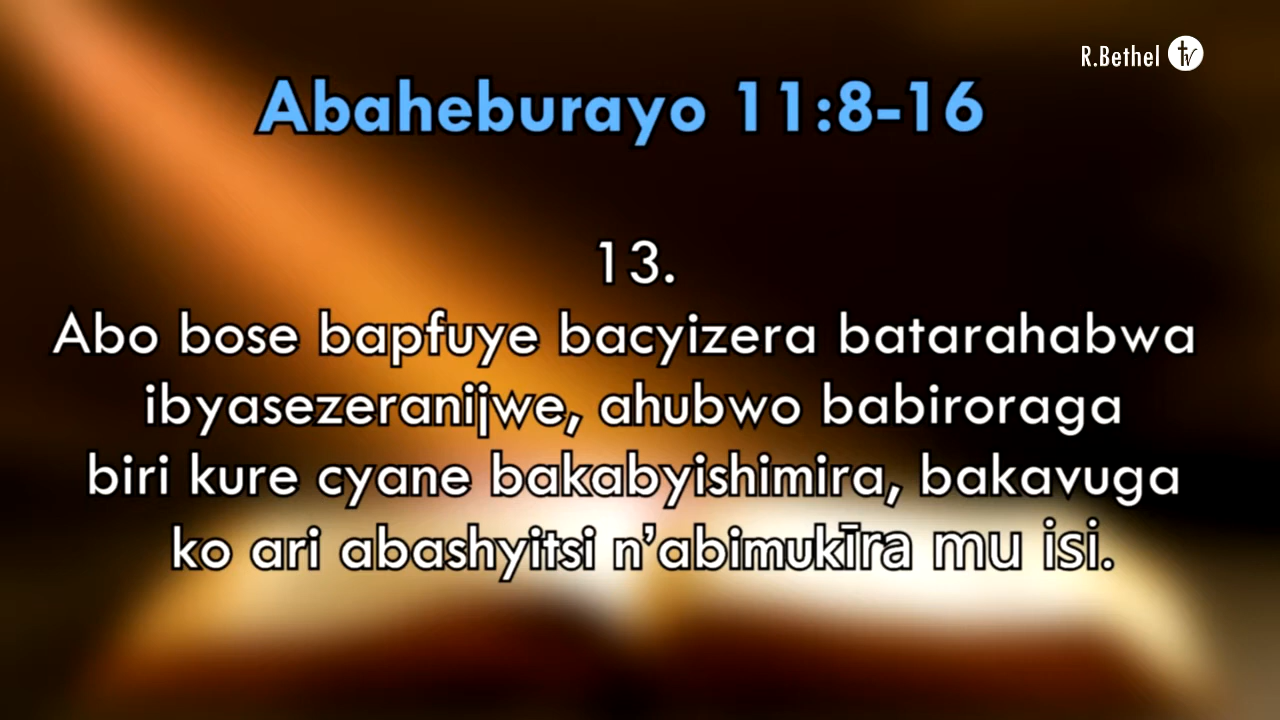 R.Bethel tv
Abaheburayo 11:8-16
13.
Abo bose bapfuye bacyizera batarahabwa
ibyasezeranijwe, ahubwo babiroraga
biri kure cyane bakabyishimira, bakavuga
ko ari abashyitsi n’abimukīra mu isi.